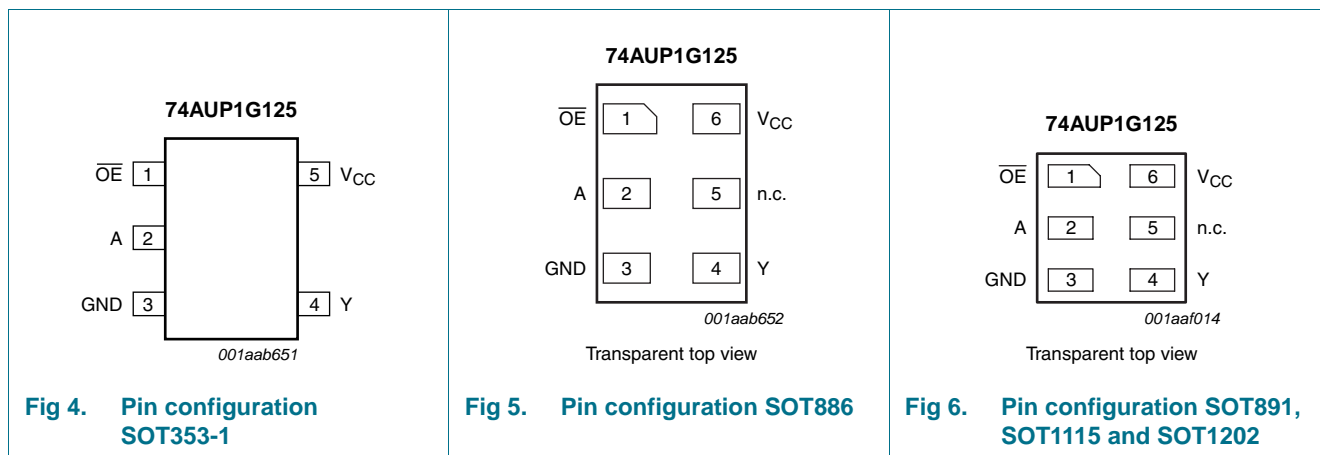 74AUP1G125
OE 1
5 VCC
A 2
GND 3
4 Y
001aab651
Fig 4. Pin configuration
SOT353-1
74AUP1G125
OE 1 6 VCC
A 2 5 n.c.
GND 3 4 Y
001aab652
Transparent top view
Fig 5. Pin configuration SOT886
74AUP1G125
OE 1 6 VCC
A 2 5 n.c.
GND 3 4 Y
001aaf014
Transparent top view
Fig 6. Pin configuration SOT891,
SOT1115 and SOT1202